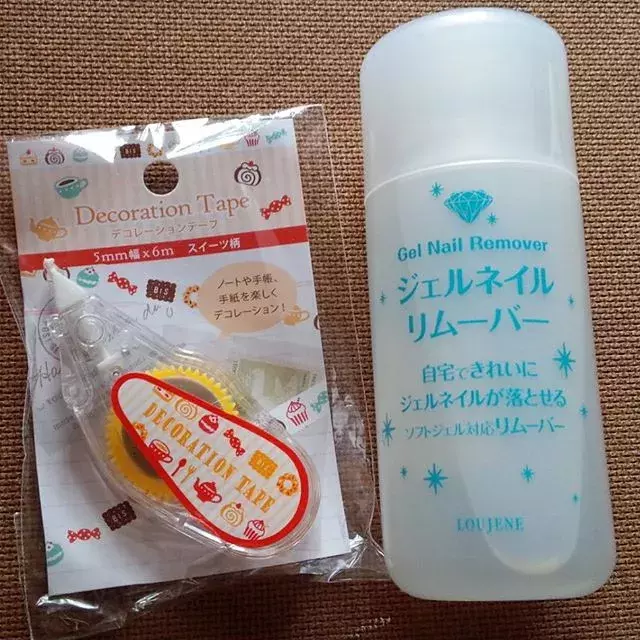 Decoration Tape
デコレーションテープ
5mm幅×6m スイーツ柄
ノートや手帳、
手紙を楽しく
デコレーション!
BIS
DECORATION TAPE
Gel Nail Remover
ジェルネイル
リムーバー
自宅できれいに
ジェルネイルが落とせる
ソフトジェル対応リムーバー
LOUJENE